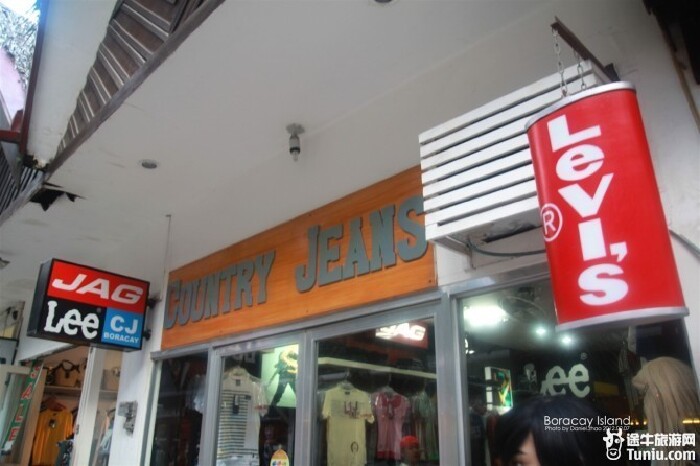 JAG
Lee
CJ
BORACAY
COUNTRY JEANS
LEVI'S
®
JAG
Lee
Boracay Island
途牛旅游网
Tuniu.com